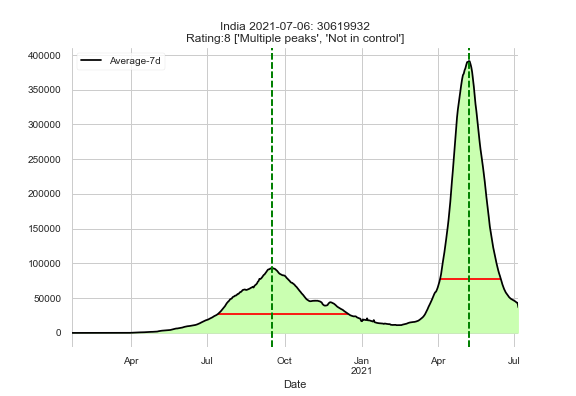 India 2021-07-06: 30619932
Rating:8 ['Multiple peaks', 'Not in control']
Average-7d
400000
350000
300000
250000
200000
150000
100000
50000
0
Apr Jul Oct Jan Apr Jul
2021
Date